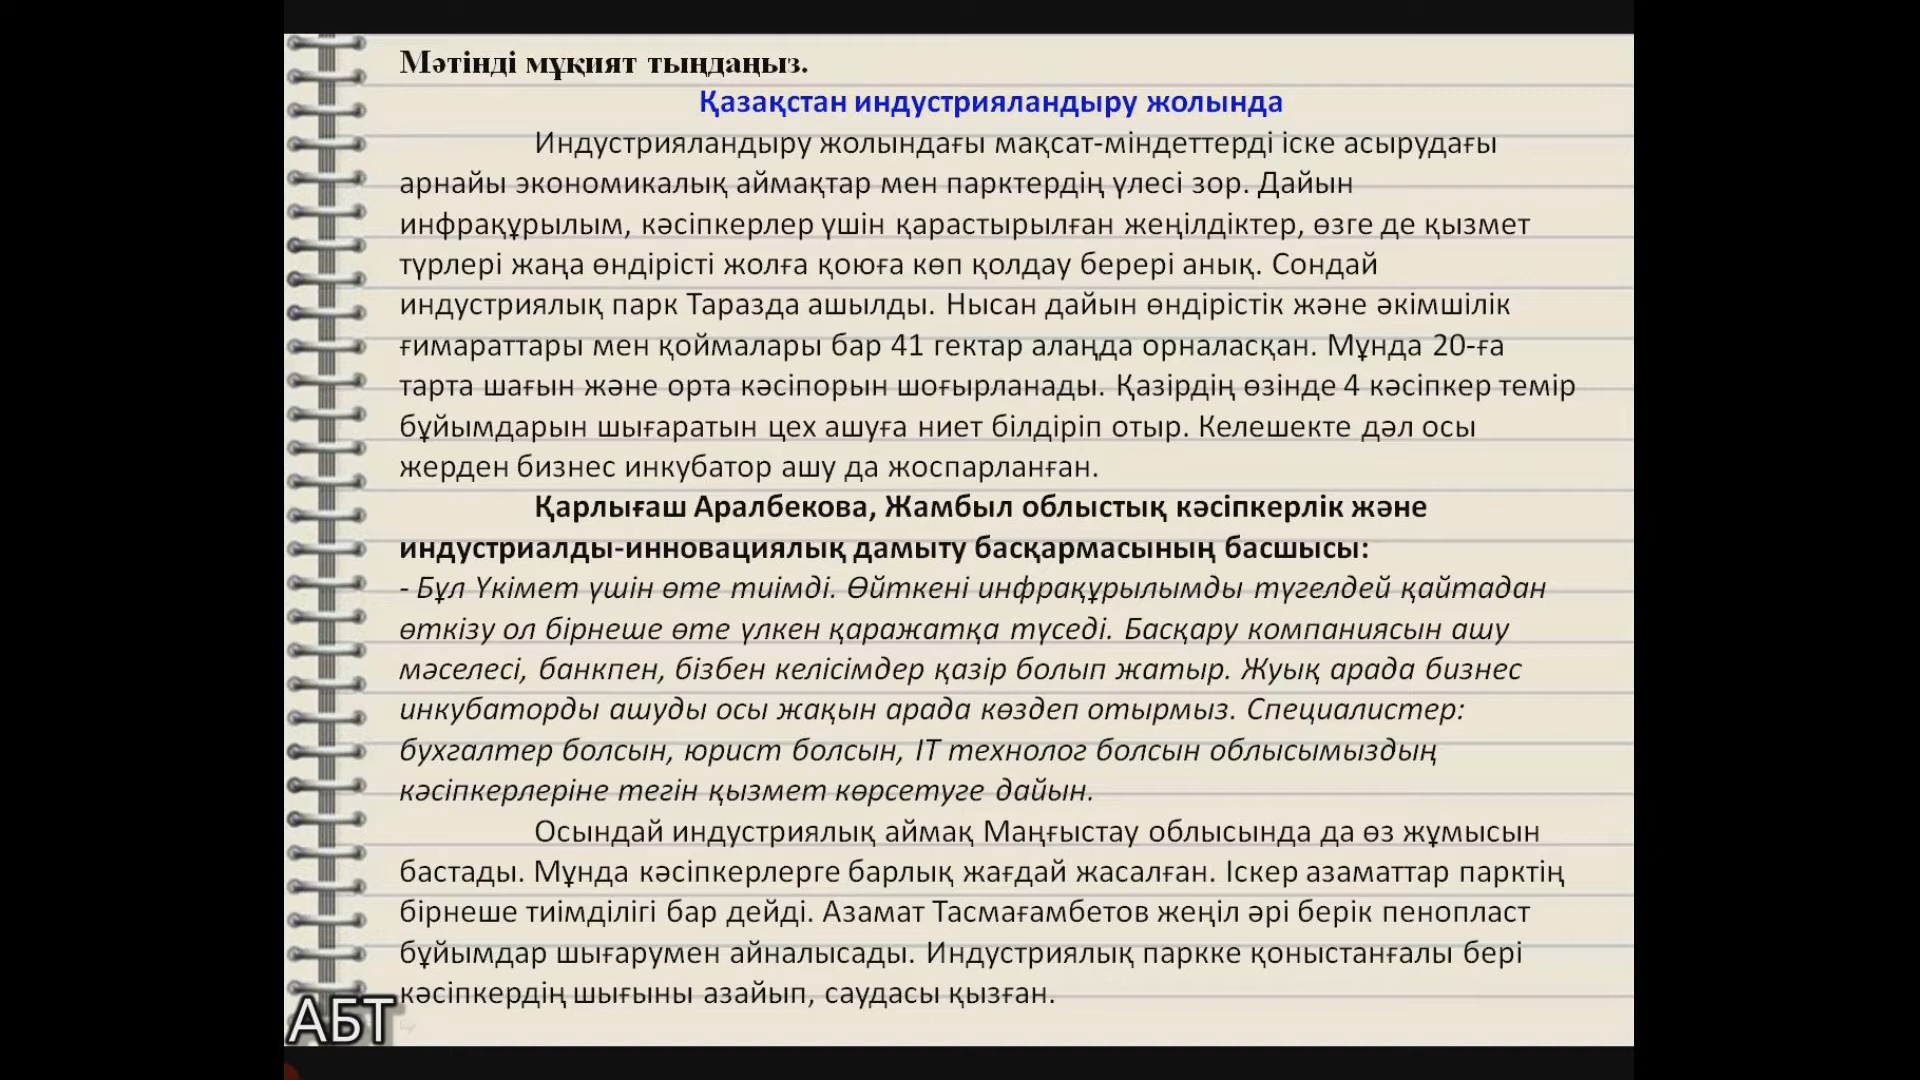 Мәтінді мұқият тыңдаңыз.
Қазақстан индустрияландыру жолында
Индустрияландыру жолындағы мақсат-міндеттерді іске асырудағы
арнайы экономикалық аймақтар мен парктердің үлесі зор. Дайын
инфрақұрылым, кәсіпкерлер үшін қарастырылған жеңілдіктер, өзге де қызмет
түрлері жаңа өндірісті жолға қоюға көп қолдау берері анық. Сондай
индустриялық парк Таразда ашылды. Нысан дайын өндірістік және әкімшілік
ғимараттары мен қоймалары бар 41 гектар алаңда орналасқан. Мұнда 20-ға
тарта шағын және орта кәсіпорын шоғырланады. Қазірдің өзінде 4 кәсіпкер темір
бұйымдарын шығаратын цех ашуға ниет білдіріп отыр. Келешекте дәл осы
жерден бизнес инкубатор ашу да жоспарланған.
Қарлығаш Аралбекова, Жамбыл облыстық кәсіпкерлік және
индустриалды-инновациялық дамыту басқармасының басшысы:
- Бұл Үкімет үшін өте тиімді. Өйткені инфрақұрылымды түгелдей қайтадан
өткізу ол бірнеше өте үлкен қаражатқа түседі. Басқару компаниясын ашу
мәселесі, банкпен, бізбен келісімдер қазір болып жатыр. Жуық арада бизнес
инкубаторды ашуды осы жақын арада көздеп отырмыз. Специалистер:
бухгалтер болсын, юрист болсын, IT технолог болсын облысымыздың
кәсіпкерлеріне тегін қызмет көрсетуге дайын.
Осындай индустриялық аймақ Маңғыстау облысында да өз жұмысын
бастады. Мұнда кәсіпкерлерге барлық жағдай жасалған. Іскер азаматтар парктің
бірнеше тиімділігі бар дейді. Азамат Тасмағамбетов жеңіл әрі берік пенопласт
бұйымдар шығарумен айналысады. Индустриялық паркке қоныстанғалы бері
кәсіпкердің шығыны азайып, саудасы қызған.
АБТ